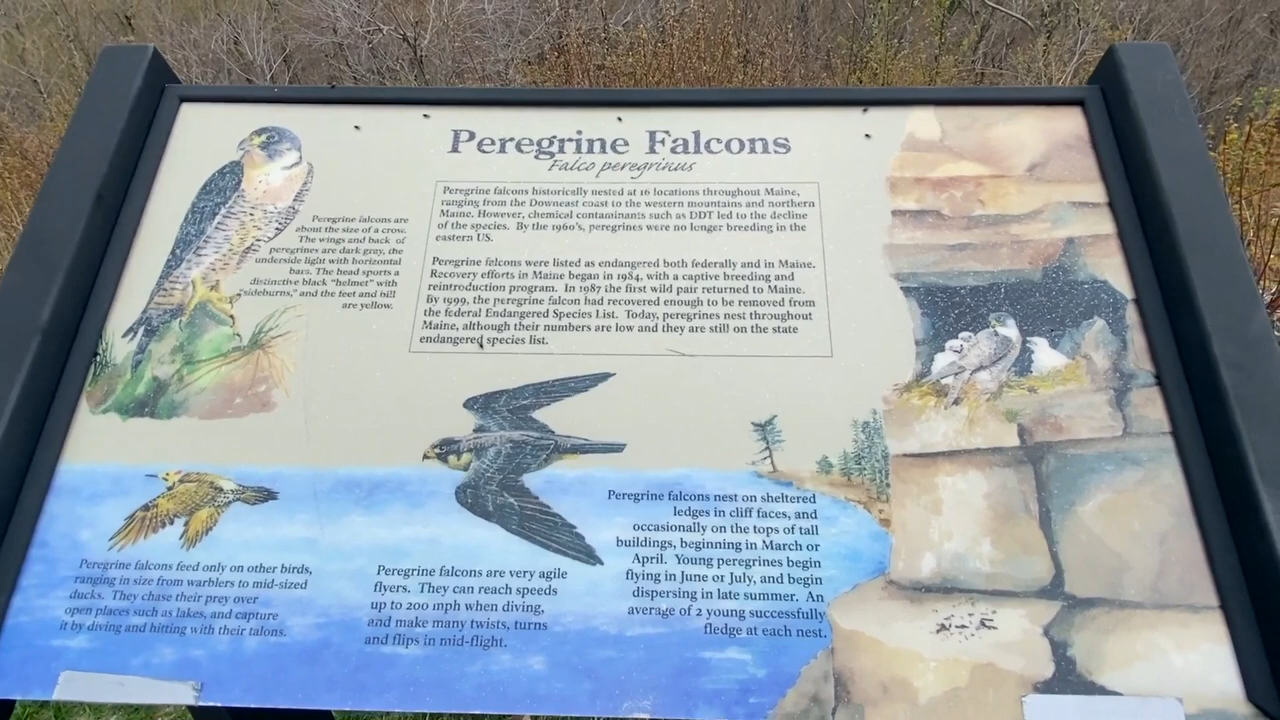 Peregrine Falcons
Falco peregrinus
Peregrine falcons historically nested at 16 locations throughout Maine,
ranging from the Downeast coast to the western mountains and northern
Maine. However, chemical contaminants such as DDT led to the decline
of the species. By the 1960's, peregrines were no longer breeding in the
eastern US.
Peregrine falcons were listed as endangered both federally and in Maine.
Recovery efforts in Maine began in 1984, with a captive breeding and
reintroduction program. In 1987 the first wild pair returned to Maine.
By 1999, the peregrine falcon had recovered enough to be removed from
the federal Endangered Species List. Today, peregrines nest throughout
Maine, although their numbers are low and they are still on the state
endangered species list.
Peregrine falcons are
about the size of a crow.
The wings and back of
peregrines are dark gray, the
underside light with horizontal
bars. The head sports a
distinctive black "helmet" with
"sideburns," and the feet and bill
are yellow.
Peregrine falcons feed only on other birds,
ranging in size from warblers to mid-sized
ducks. They chase their prey over
open places such as lakes, and capture
it by diving and hitting with their talons.
Peregrine falcons are very agile
flyers. They can reach speeds
up to 200 mph when diving,
and make many twists, turns
and flips in mid-flight.
Peregrine falcons nest on sheltered
ledges in cliff faces, and
occasionally on the tops of tall
buildings, beginning in March or
April. Young peregrines begin
flying in June or July, and begin
dispersing in late summer. An
average of 2 young successfully
fledge at each nest.